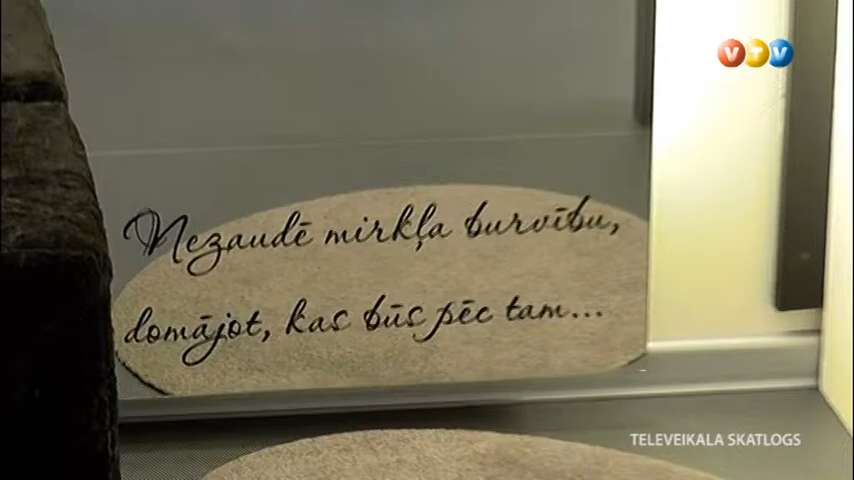 VTV
Nezaudē mirkļa burvību,
domājot, kas būs pēc tam...
TELEVEIKALA SKATLOGS